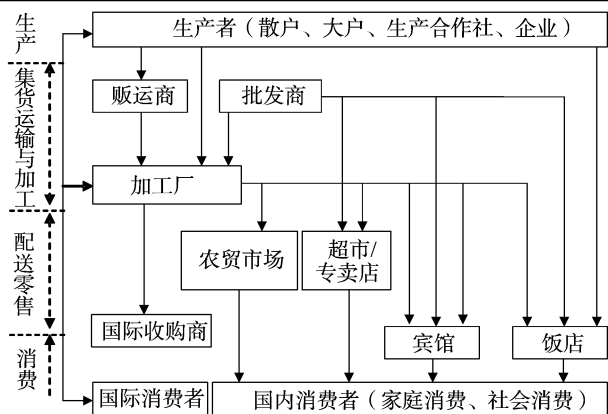 生产
生产者（散户、大户、生产合作社、企业）
集货运输与加工
贩运商
批发商
加工厂
配送零售
农贸市场
超市/
专卖店
国际收购商
宾馆
饭店
消费
国际消费者
国内消费者（家庭消费、社会消费）